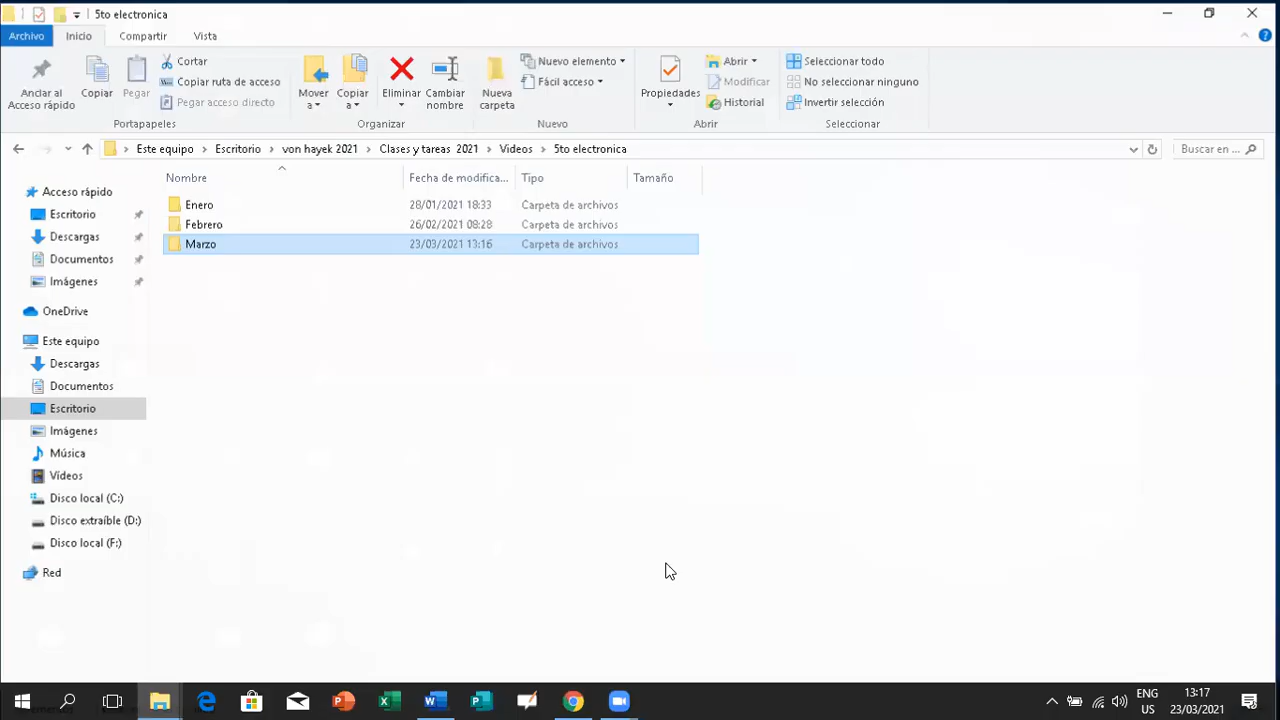 5to electronica
Archivo Inicio Compartir Vista
Anclar al Acceso rápido
Copiar
Pegar
Cortar
Copiar ruta de acceso
Pegar acceso directo
Portapapeles
Mover a
Copiar a
Eliminar
Cambiar nombre
Organizar
Nueva carpeta
Nuevo elemento
Fácil acceso
Nuevo
Propiedades
Abrir
Modificar
Historial
Abrir
Seleccionar todo
No seleccionar ninguno
Invertir selección
Seleccionar
Este equipo > Escritorio > von hayek 2021 > Clases y tareas 2021 > Videos > 5to electronica
Buscar en ...
Nombre Fecha de modifica... Tipo Tamaño
Enero 28/01/2021 18:33 Carpeta de archivos
Febrero 26/02/2021 08:28 Carpeta de archivos
Marzo 23/03/2021 13:16 Carpeta de archivos
Acceso rápido
Escritorio
Descargas
Documentos
Imágenes
OneDrive
Este equipo
Descargas
Documentos
Escritorio
Imágenes
Música
Vídeos
Disco local (C:)
Disco extraíble (D:)
Disco local (F:)
Red
ENG
US
13:17
23/03/2021